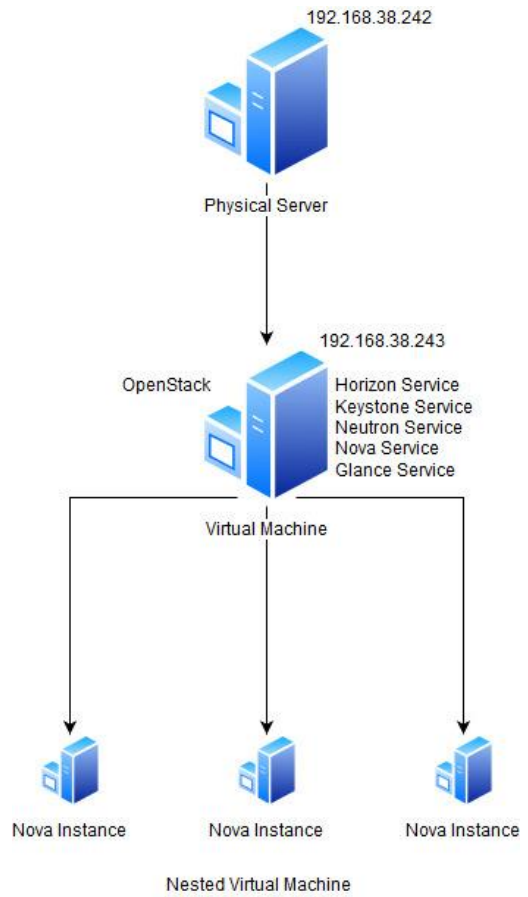 192.168.38.242
Physical Server
192.168.38.243
OpenStack
Horizon Service
Keystone Service
Neutron Service
Nova Service
Glance Service
Virtual Machine
Nova Instance
Nova Instance
Nova Instance
Nested Virtual Machine